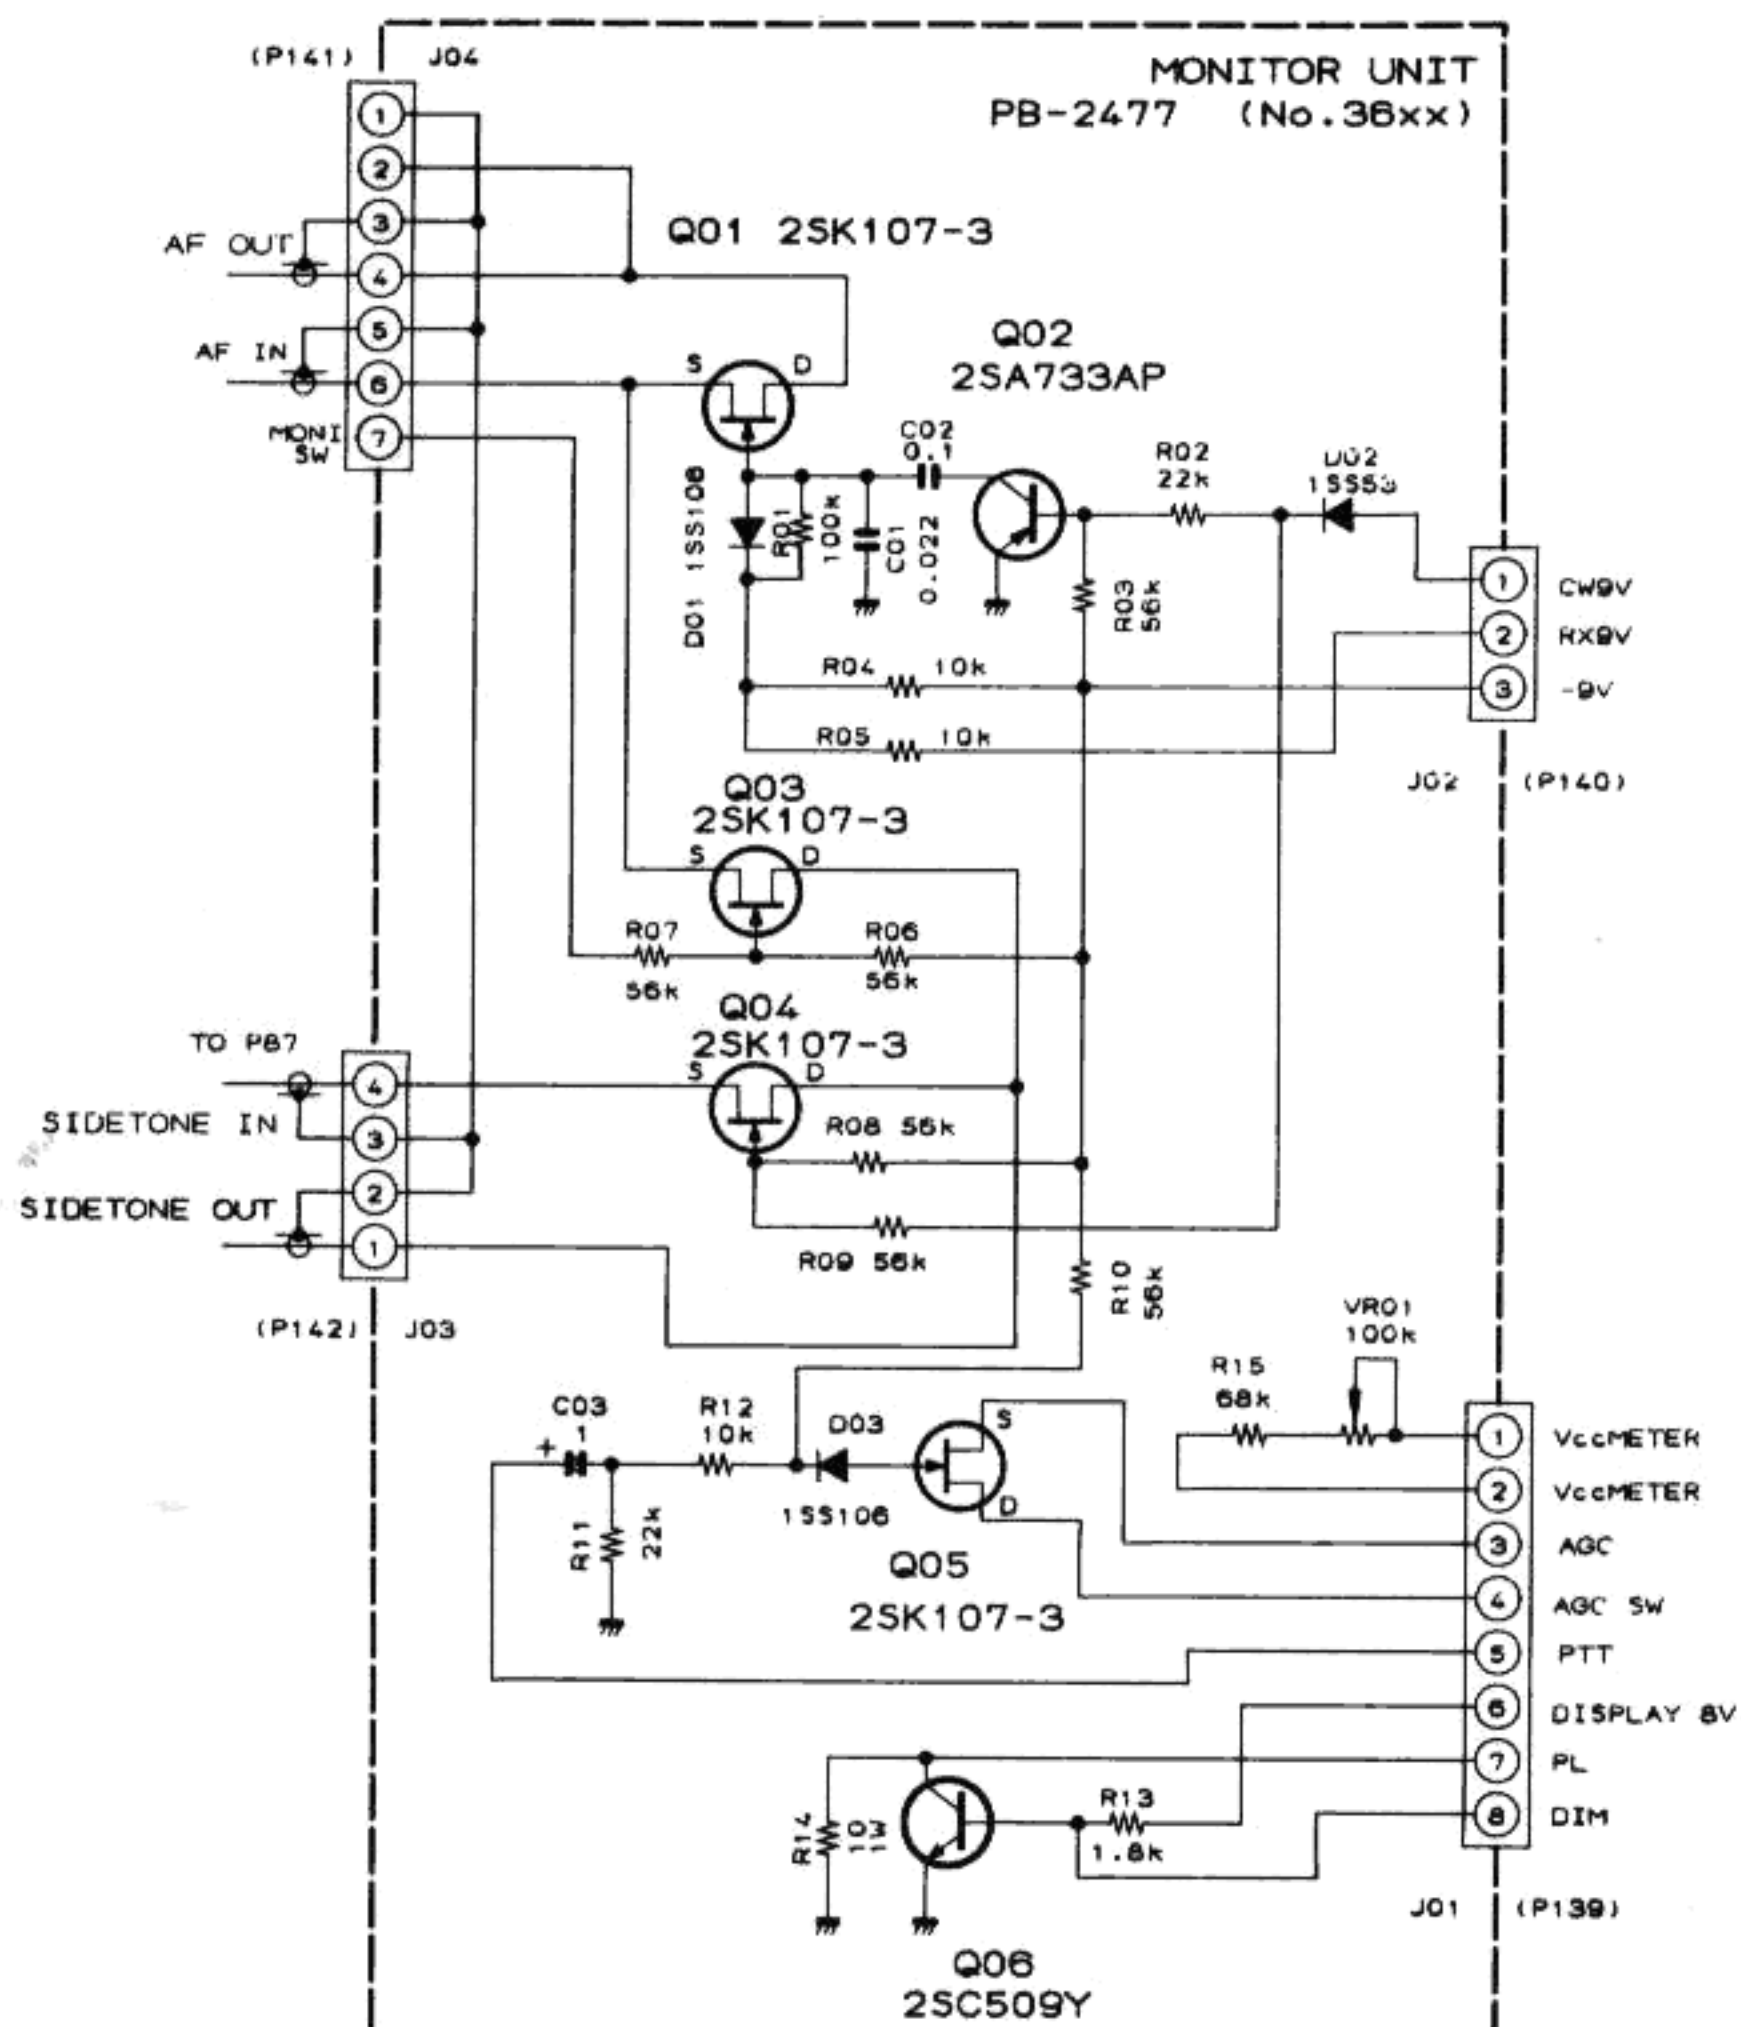 (P141) J04
MONITOR UNIT
PB-2477 (No.36xx)
1
2
3
4
5
6
7
AF OUT
AF IN
MONI
SW
Q01 2SK107-3
S
D
Q02
2SA733AP
C02
0.1
R02
22k
D02
D01 1SS106
R01
100k
C01
0.022
R03
56k
1
2
3
CW9V
RX9V
-9V
R04 10k
R05 10k
J02 (P140)
Q03
2SK107-3
S
D
R07
56k
R06
56k
Q04
2SK107-3
S
D
TO P87
SIDETONE IN
SIDETONE OUT
4
3
2
1
R08 56k
R09 56k
R10
56k
(P142) J03
VR01
100k
R15
68k
C03
1
+
R12
10k
D03
1SS106
R11
22k
S
D
Q05
2SK107-3
1
2
3
4
5
6
7
8
VccMETER
VccMETER
AGC
AGC SW
PTT
DISPLAY 8V
PL
DIM
R14
10
1W
R13
1.8k
J01 (P139)
Q06
2SC509Y